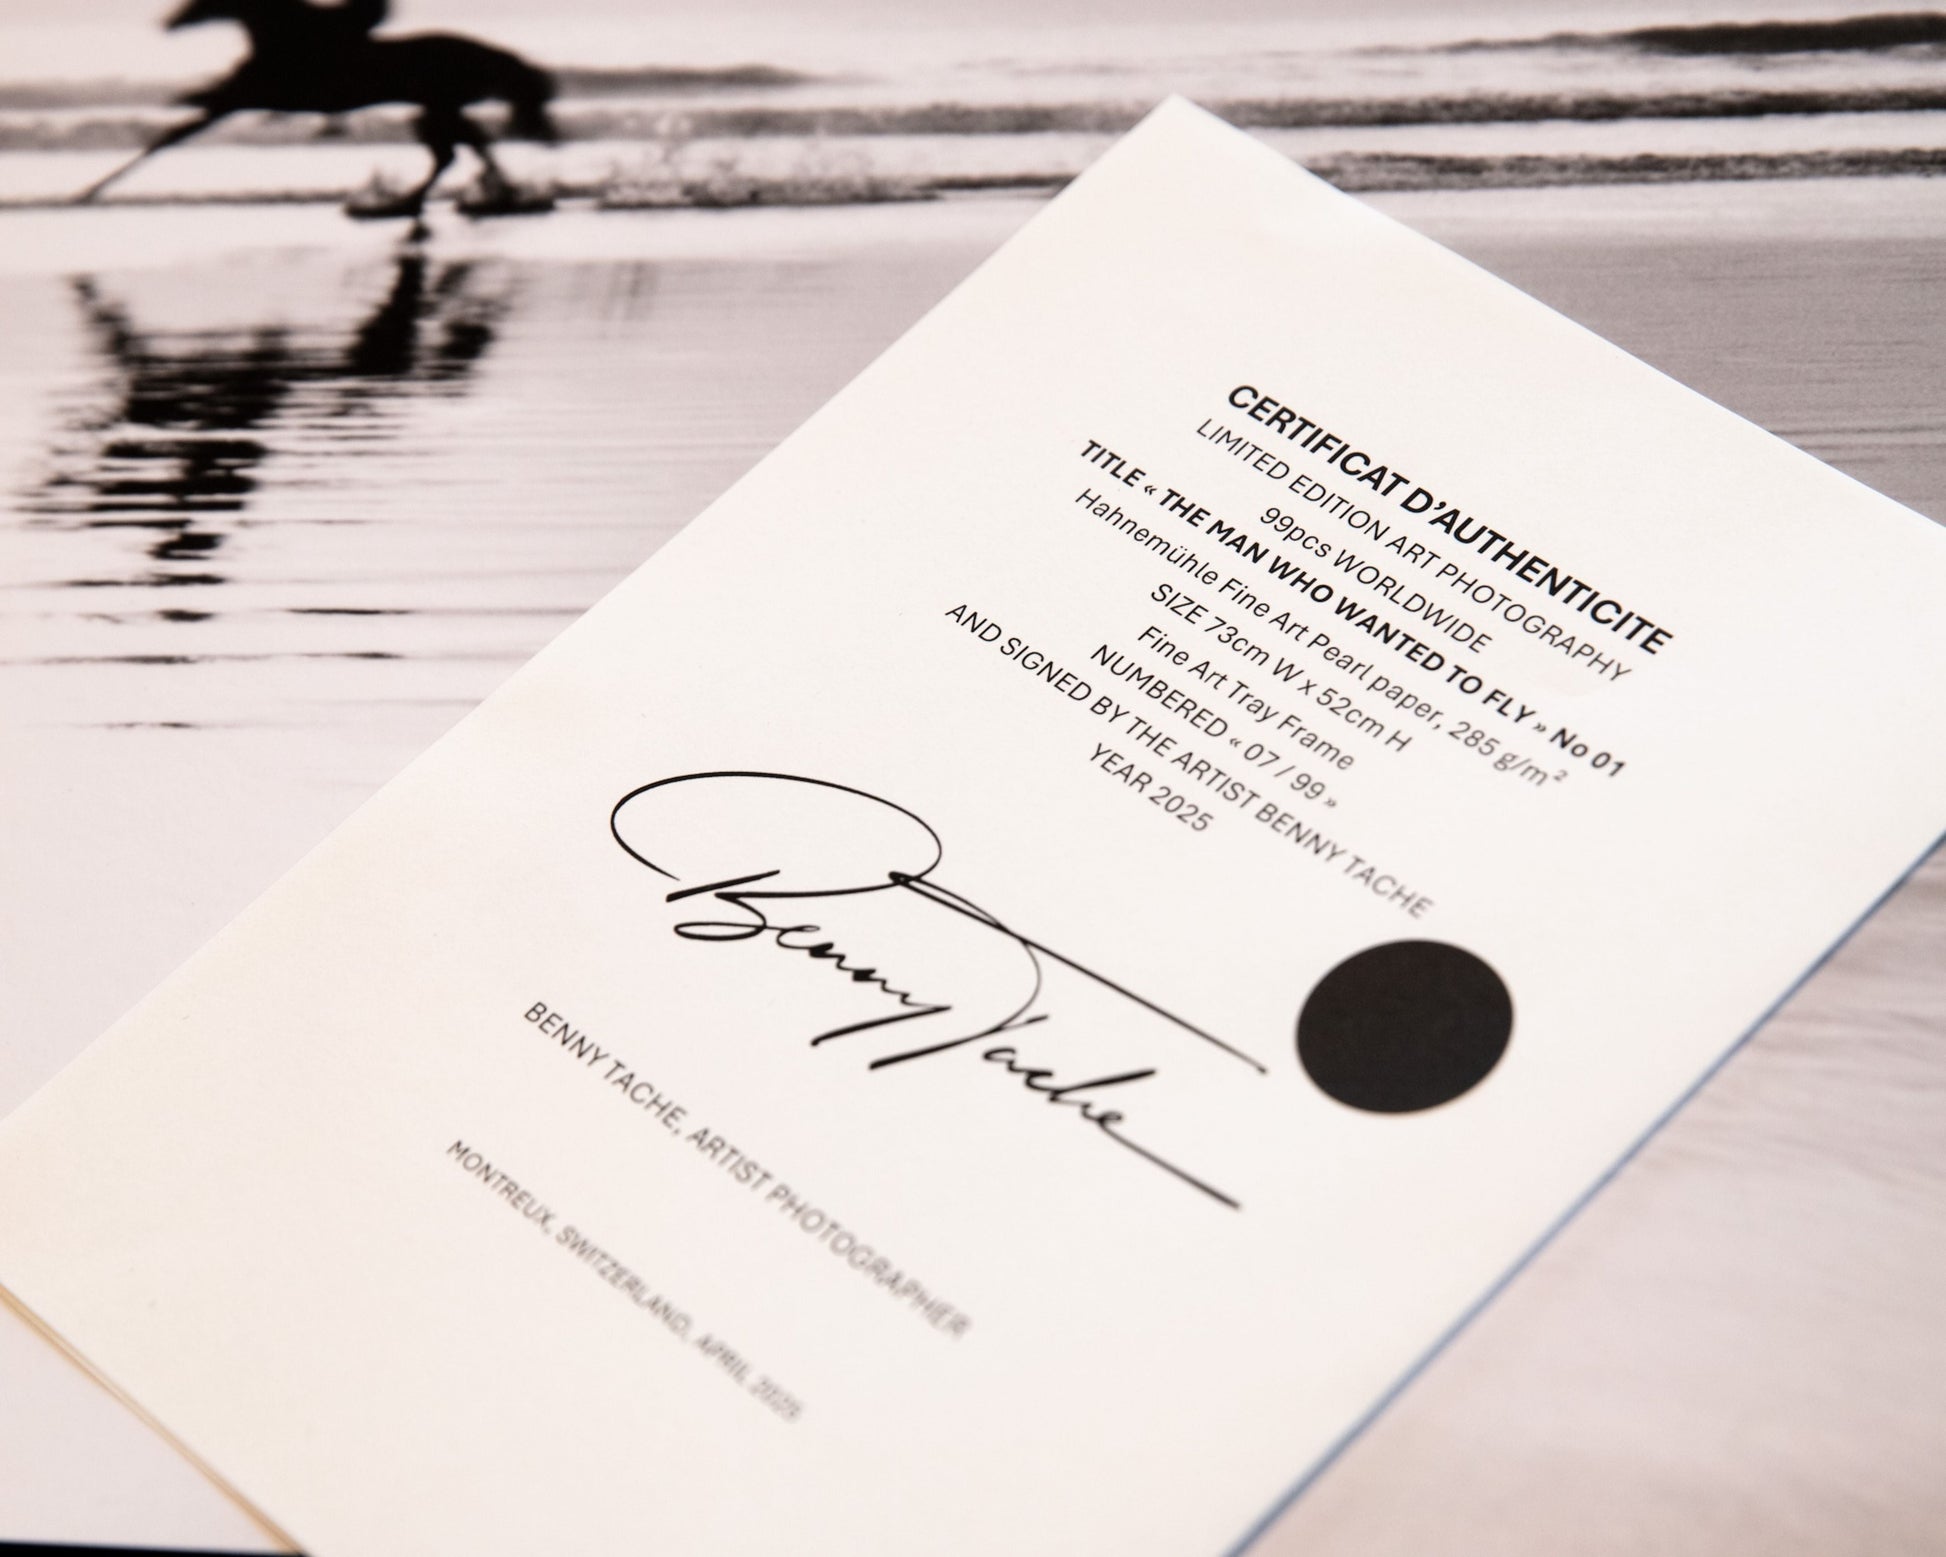 CERTIFICAT D’AUTHENTICITE
LIMITED EDITION ART PHOTOGRAPHY
99pcs WORLDWIDE
TITLE « THE MAN WHO WANTED TO FLY » No 01
Hahnemühle Fine Art Pearl paper, 285 g/m²
SIZE 73cm W x 52cm H
Fine Art Tray Frame
NUMBERED « 07 / 99 »
AND SIGNED BY THE ARTIST BENNY TACHE
YEAR 2025
Benny Tache
BENNY TACHE, ARTIST PHOTOGRAPHER
MONTREUX, SWITZERLAND, APRIL 2025